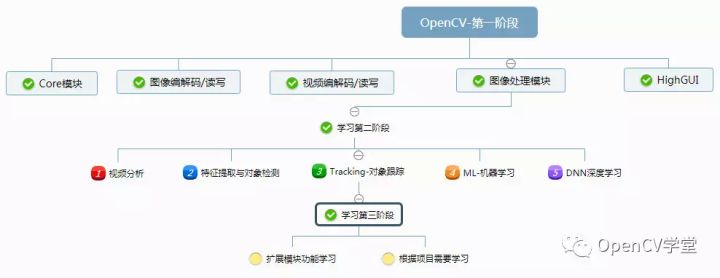 OpenCV-第一阶段
Core模块
图像编解码/读写
视频编解码/读写
图像处理模块
HighGUI
学习第二阶段
1 视频分析
2 特征提取与对象检测
3 Tracking-对象跟踪
4 ML-机器学习
5 DNN深度学习
学习第三阶段
扩展模块功能学习
根据项目需要学习
OpenCV学堂